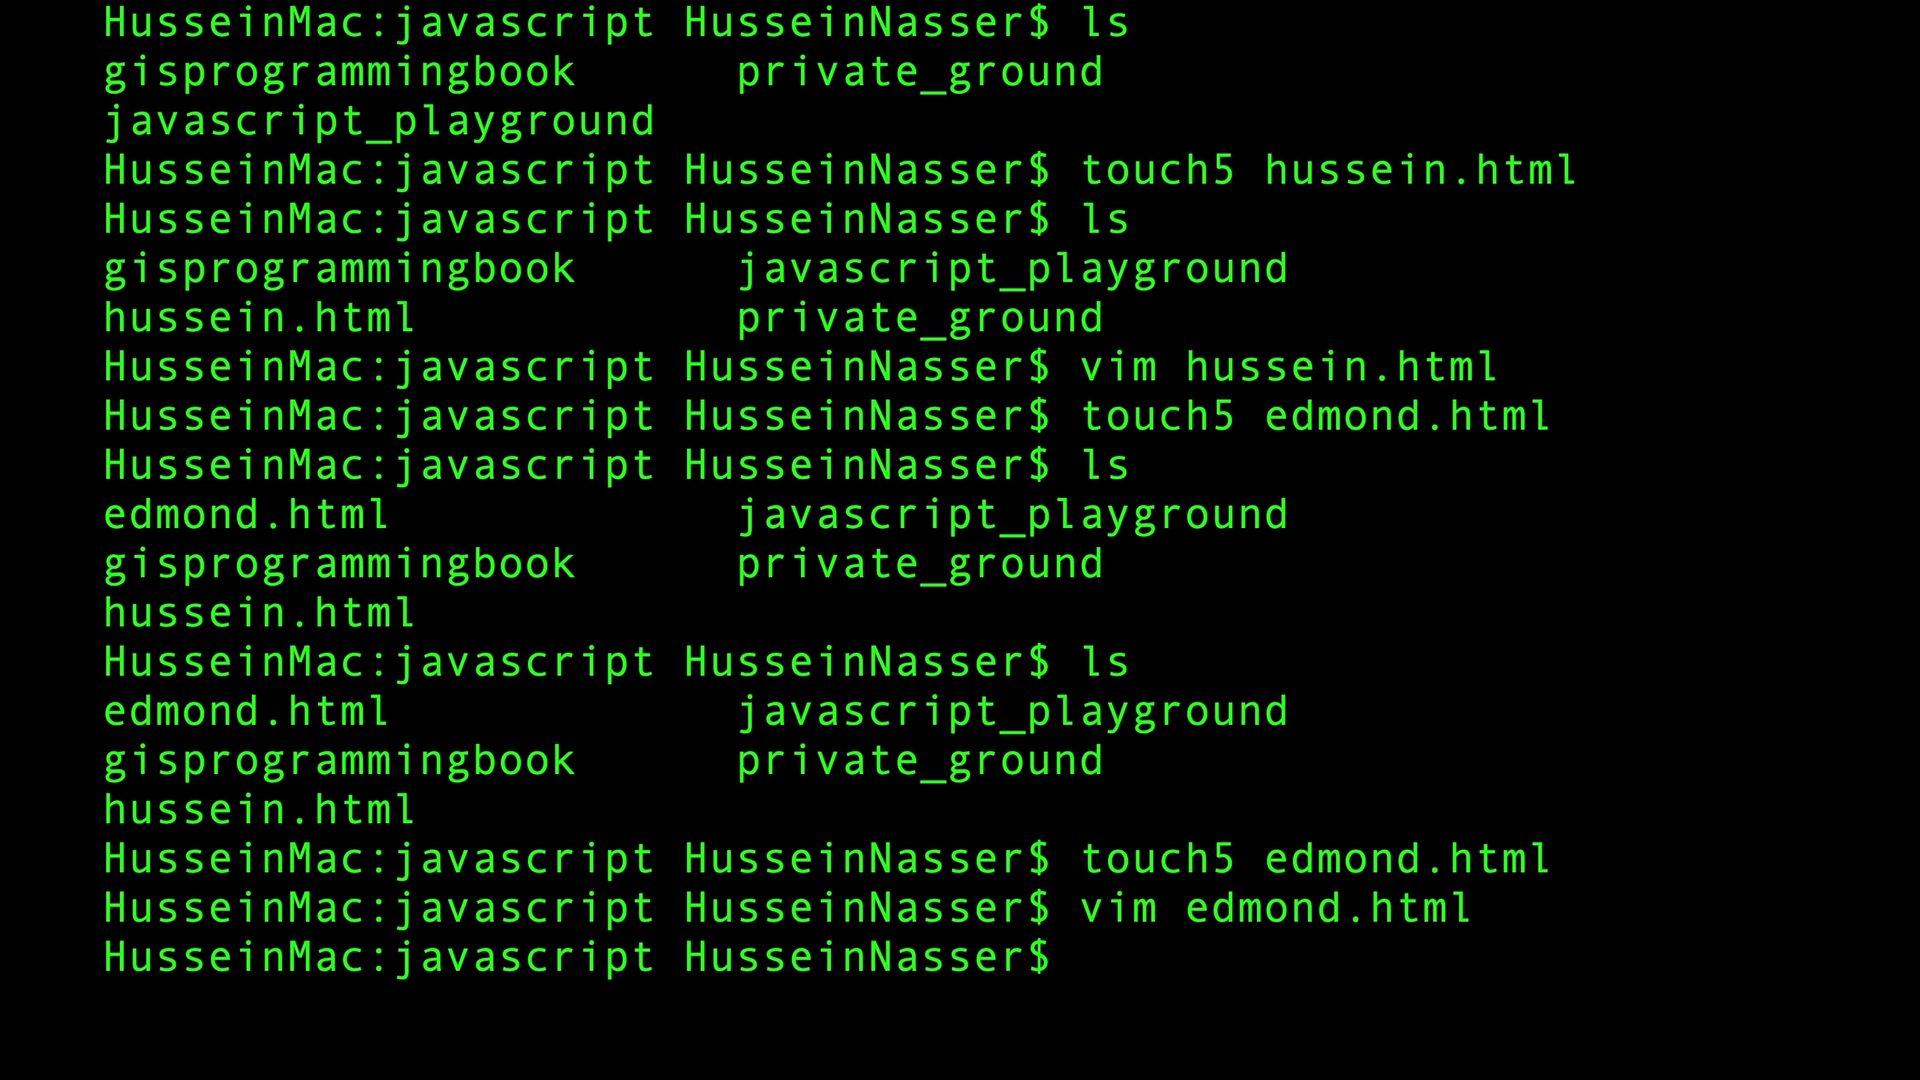 HusseinMac:javascript HusseinNasser$ ls
gisprogrammingbook      private_ground
javascript_playground
HusseinMac:javascript HusseinNasser$ touch5 hussein.html
HusseinMac:javascript HusseinNasser$ ls
gisprogrammingbook      javascript_playground
hussein.html            private_ground
HusseinMac:javascript HusseinNasser$ vim hussein.html
HusseinMac:javascript HusseinNasser$ touch5 edmond.html
HusseinMac:javascript HusseinNasser$ ls
edmond.html             javascript_playground
gisprogrammingbook      private_ground
hussein.html
HusseinMac:javascript HusseinNasser$ ls
edmond.html             javascript_playground
gisprogrammingbook      private_ground
hussein.html
HusseinMac:javascript HusseinNasser$ touch5 edmond.html
HusseinMac:javascript HusseinNasser$ vim edmond.html
HusseinMac:javascript HusseinNasser$